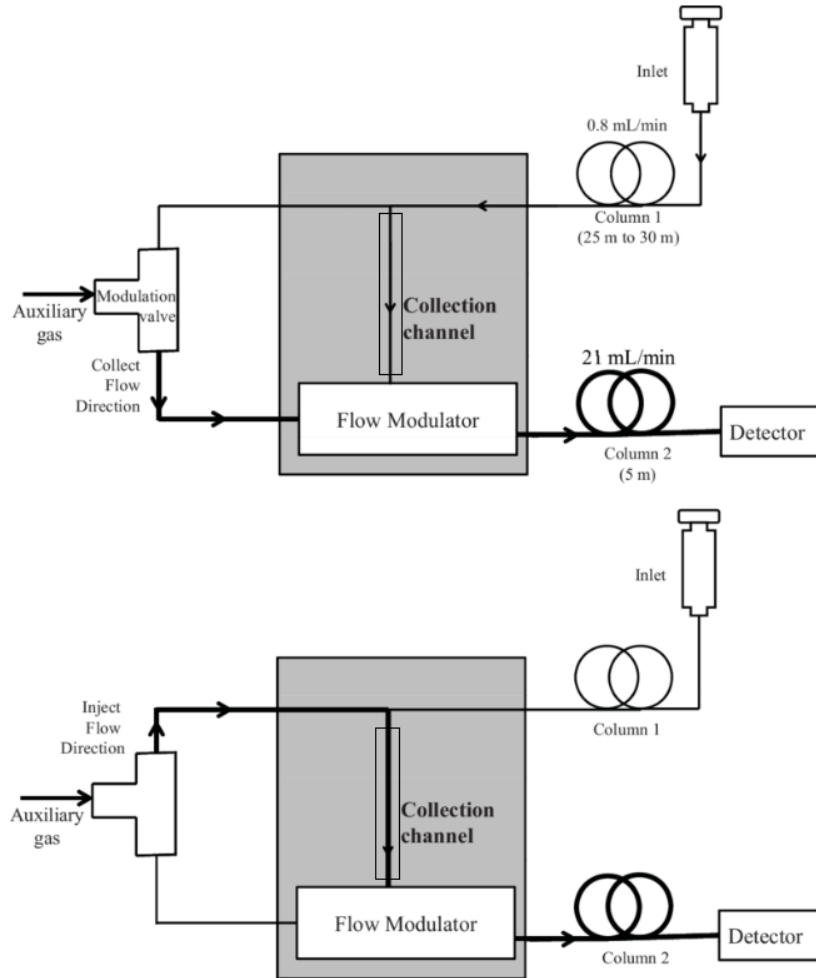 Inlet
0.8 mL/min
Column 1
(25 m to 30 m)
Auxiliary
gas
Modulation
valve
Collection
channel
Collect
Flow
Direction
21 mL/min
Flow Modulator
Detector
Column 2
(5 m)
Inlet
Inject
Flow
Direction
Column 1
Auxiliary
gas
Collection
channel
Flow Modulator
Detector
Column 2